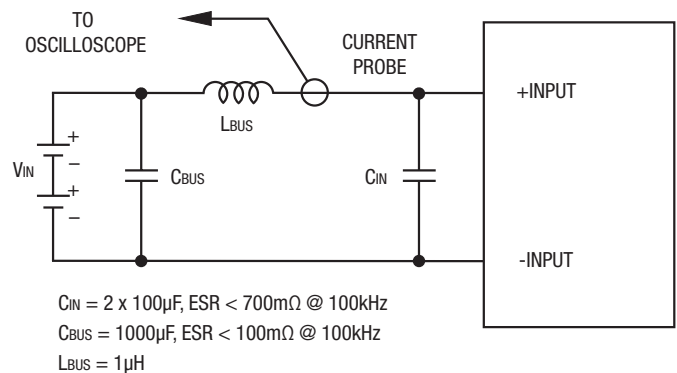 TO
OSCILLOSCOPE
CURRENT
PROBE
+INPUT
LBUS
+
VIN
–
+
–
CBUS
CIN
-INPUT
CIN = 2 x 100µF, ESR < 700mΩ @ 100kHz
CBUS = 1000µF, ESR < 100mΩ @ 100kHz
LBUS = 1µH